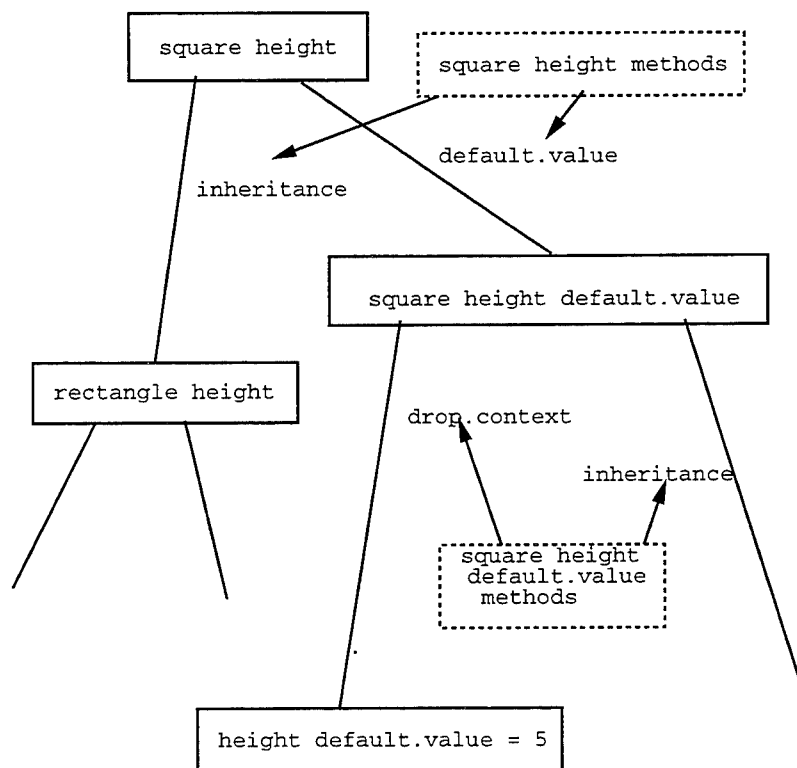 square height
square height methods
default.value
inheritance
square height default.value
rectangle height
drop.context
inheritance
square height
default.value
methods
height default.value = 5